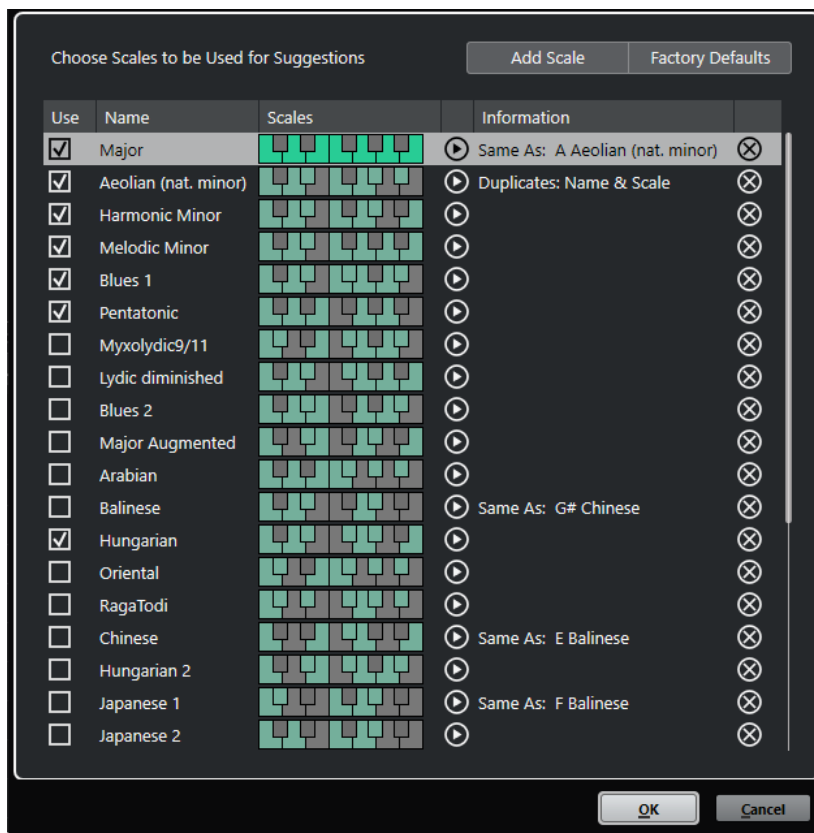 Choose Scales to be Used for Suggestions Add Scale Factory Defaults
Use Name Scales Information
Major Same As: A Aeolian (nat. minor)
Aeolian (nat. minor) Duplicates: Name & Scale
Harmonic Minor
Melodic Minor
Blues 1
Pentatonic
Myxolydic9/11
Lydic diminished
Blues 2
Major Augmented
Arabian
Balinese Same As: G# Chinese
Hungarian
Oriental
RagaTodi
Chinese Same As: E Balinese
Hungarian 2
Japanese 1 Same As: F Balinese
Japanese 2
OK Cancel